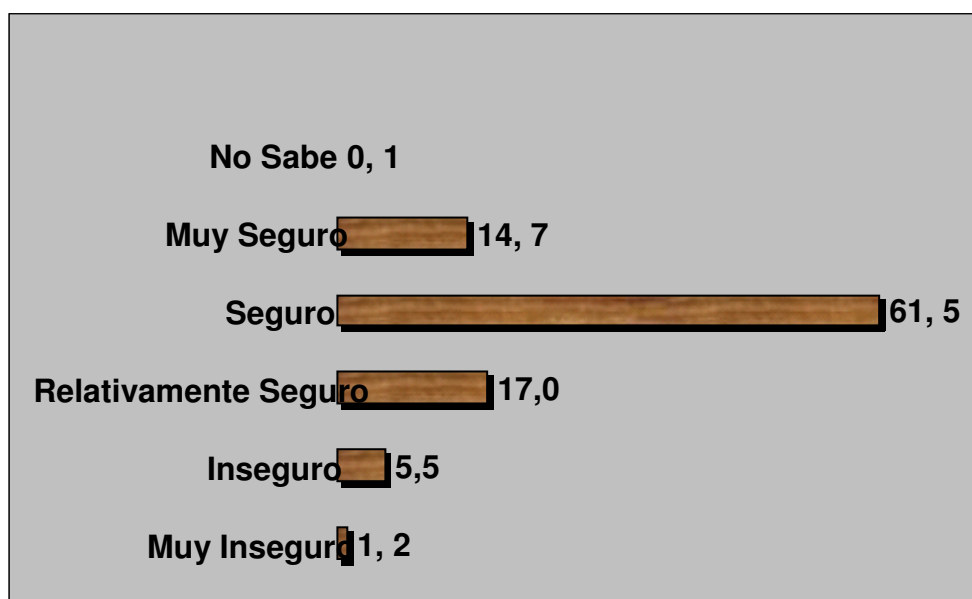 No Sabe 0, 1
Muy Seguro 14, 7
Seguro 61, 5
Relativamente Seguro 17,0
Inseguro 5,5
Muy Inseguro 1, 2